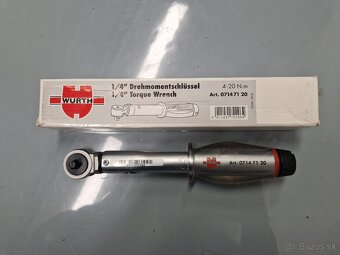 WÜRTH
1/4" Drehmomentschlüssel
1/4" Torque Wrench
4-20 N.m
Art. 0714 71 20
WÜRTH
Art. 0714 71 20
Bazos.sk